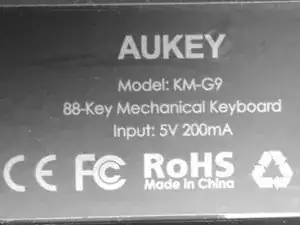 AUKEY
Model: KM-G9
88-Key Mechanical Keyboard
Input: 5V 200mA
CE FC RoHS
Made in China